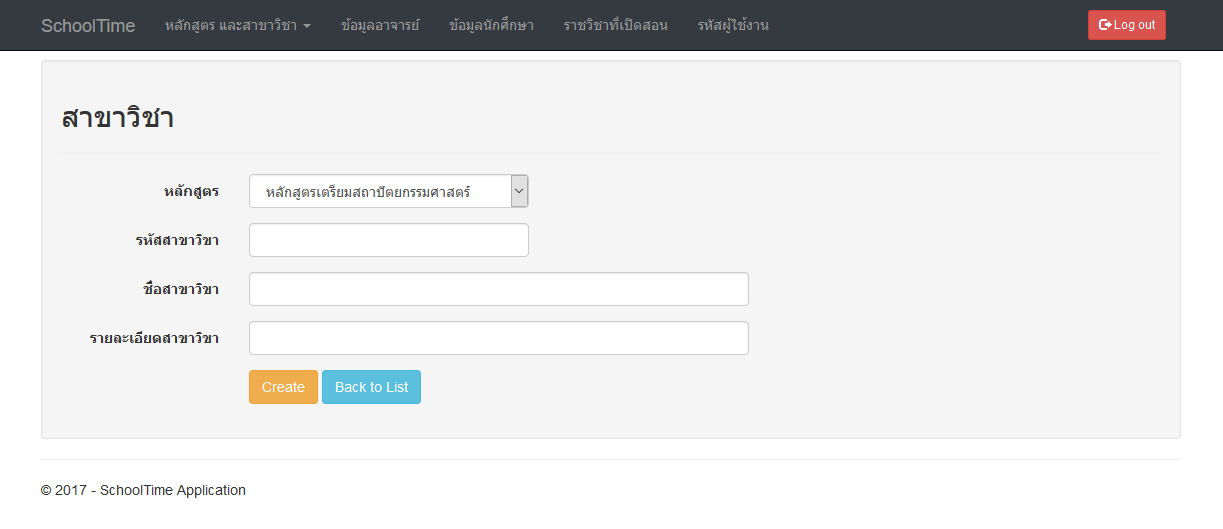 SchoolTime หลักสูตร และสาขาวิชา ข้อมูลอาจารย์ ข้อมูลนักศึกษา ราชวิชาที่เปิดสอน รหัสผู้ใช้งาน Log out
สาขาวิชา
หลักสูตร หลักสูตรเตรียมสถาปัตยกรรมศาสตร์
รหัสสาขาวิขา
ชื่อสาขาวิขา
รายละเอียดสาขาวิขา
Create Back to List
© 2017 - SchoolTime Application